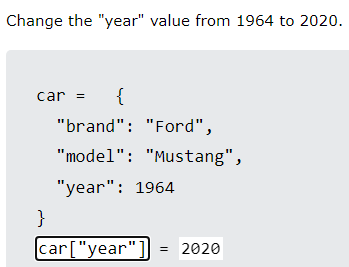 Change the "year" value from 1964 to 2020.
car =   {
  "brand": "Ford",
  "model": "Mustang",
  "year": 1964
}
car["year"] = 2020